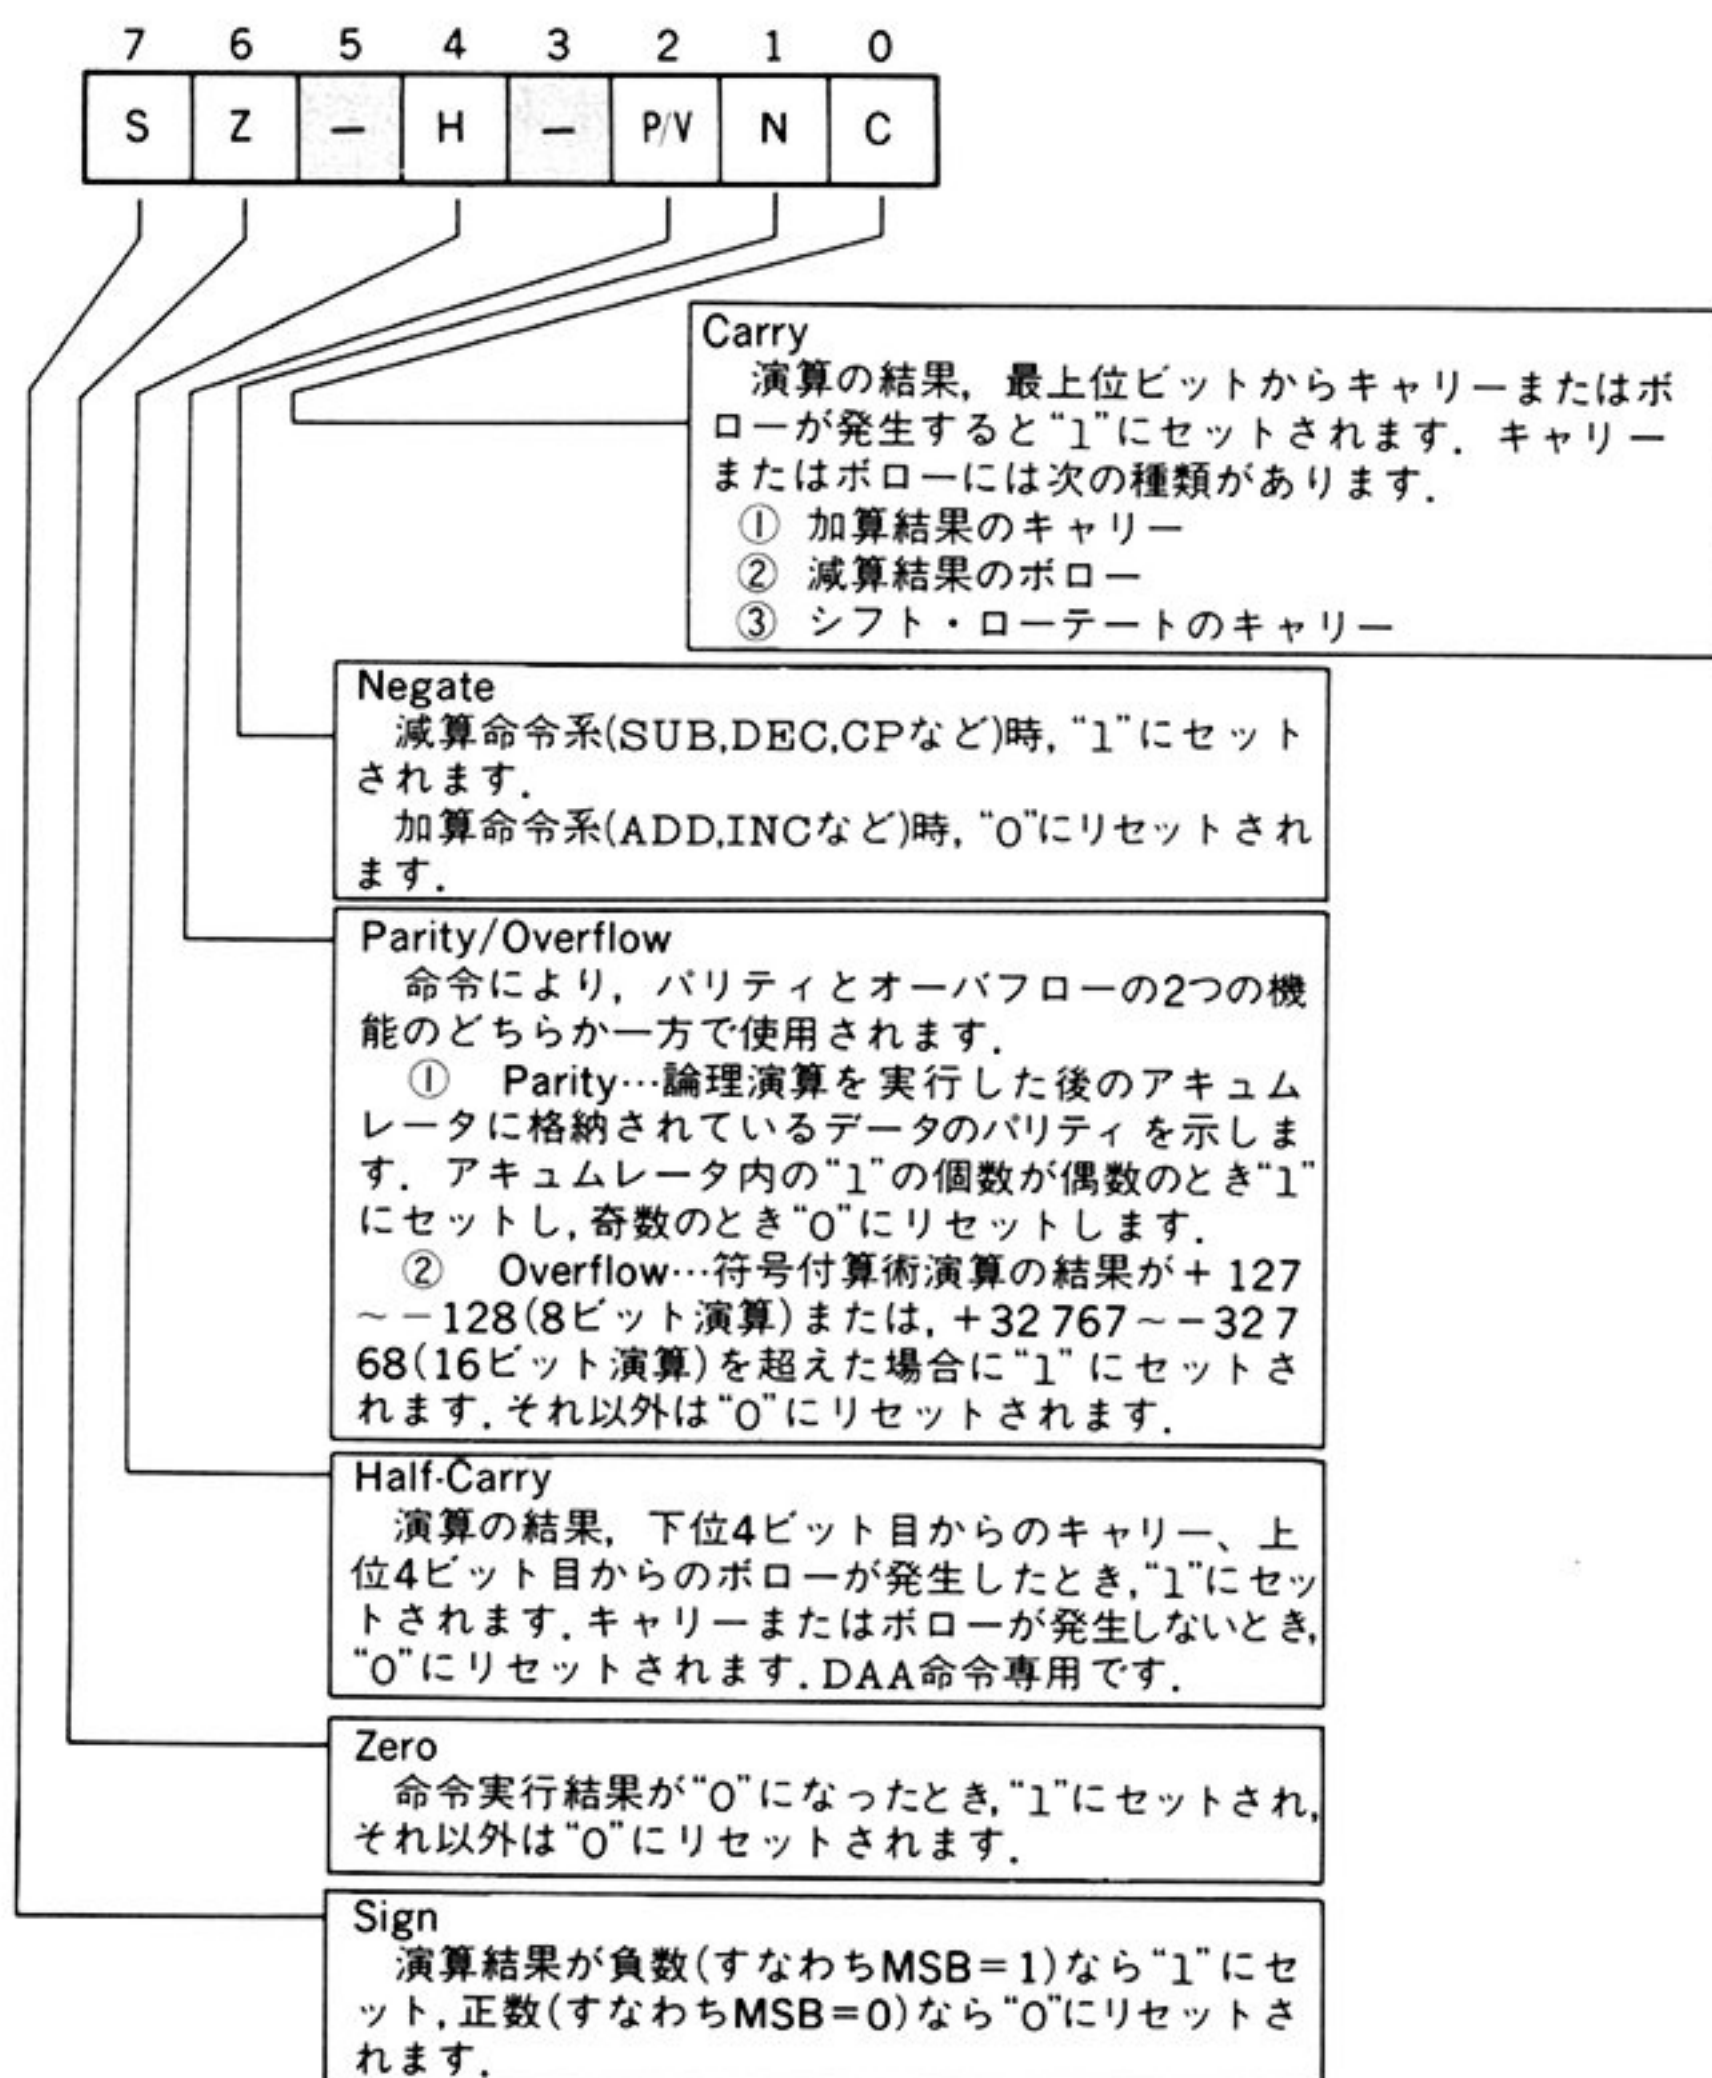 7 6 5 4 3 2 1 0
S Z − H − P/V N C
Carry
演算の結果，最上位ビットからキャリーまたはボ
ローが発生すると“1”にセットされます．キャリー
またはボローには次の種類があります．
① 加算結果のキャリー
② 減算結果のボロー
③ シフト・ローテートのキャリー
Negate
減算命令系(SUB,DEC,CPなど)時,“1”にセット
されます．
加算命令系(ADD,INCなど)時,“0”にリセットされ
ます．
Parity/Overflow
命令により，パリティとオーバフローの2つの機
能のどちらか一方で使用されます．
① Parity…論理演算を実行した後のアキュム
レータに格納されているデータのパリティを示しま
す．アキュムレータ内の“1”の個数が偶数のとき“1”
にセットし,奇数のとき“0”にリセットします．
② Overflow…符号付算術演算の結果が＋127
～－128(8ビット演算)または,＋32 767～－32 7
68(16ビット演算)を超えた場合に“1”にセットさ
れます．それ以外は“0”にリセットされます．
Half-Carry
演算の結果，下位4ビット目からのキャリー、上
位4ビット目からのボローが発生したとき,“1”にセッ
トされます．キャリーまたはボローが発生しないとき,
“0”にリセットされます．DAA命令専用です．
Zero
命令実行結果が“0”になったとき,“1”にセットされ,
それ以外は“0”にリセットされます．
Sign
演算結果が負数(すなわちMSB＝1)なら“1”にセ
ット,正数(すなわちMSB＝0)なら“0”にリセットさ
れます．